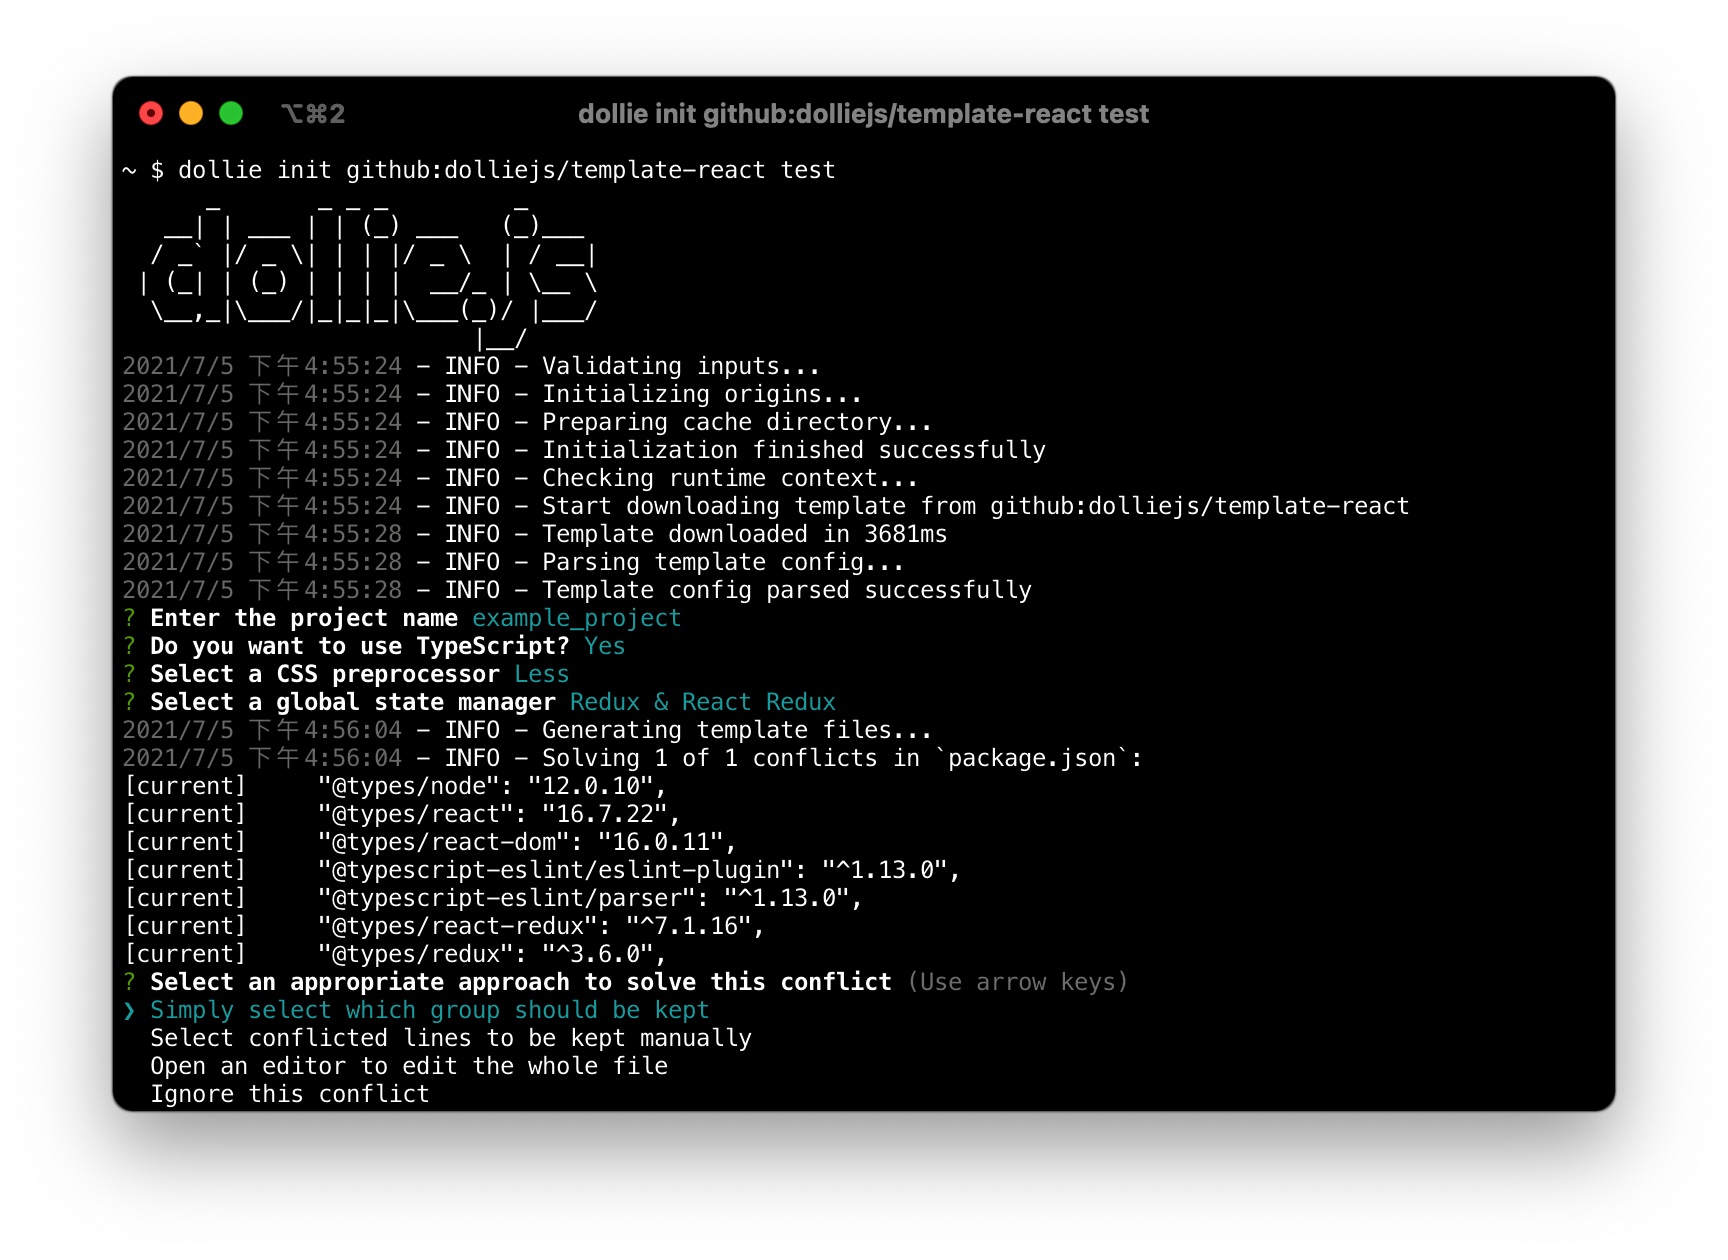 ⌥⌘2 dollie init github:dolliejs/template-react test
~ $ dollie init github:dolliejs/template-react test
dollie.js
2021/7/5 下午4:55:24 – INFO – Validating inputs...
2021/7/5 下午4:55:24 – INFO – Initializing origins...
2021/7/5 下午4:55:24 – INFO – Preparing cache directory...
2021/7/5 下午4:55:24 – INFO – Initialization finished successfully
2021/7/5 下午4:55:24 – INFO – Checking runtime context...
2021/7/5 下午4:55:24 – INFO – Start downloading template from github:dolliejs/template-react
2021/7/5 下午4:55:28 – INFO – Template downloaded in 3681ms
2021/7/5 下午4:55:28 – INFO – Parsing template config...
2021/7/5 下午4:55:28 – INFO – Template config parsed successfully
? Enter the project name example_project
? Do you want to use TypeScript? Yes
? Select a CSS preprocessor Less
? Select a global state manager Redux & React Redux
2021/7/5 下午4:56:04 – INFO – Generating template files...
2021/7/5 下午4:56:04 – INFO – Solving 1 of 1 conflicts in `package.json`:
[current]     "@types/node": "12.0.10",
[current]     "@types/react": "16.7.22",
[current]     "@types/react-dom": "16.0.11",
[current]     "@typescript-eslint/eslint-plugin": "^1.13.0",
[current]     "@typescript-eslint/parser": "^1.13.0",
[current]     "@types/react-redux": "^7.1.16",
[current]     "@types/redux": "^3.6.0",
? Select an appropriate approach to solve this conflict (Use arrow keys)
❯ Simply select which group should be kept
Select conflicted lines to be kept manually
Open an editor to edit the whole file
Ignore this conflict